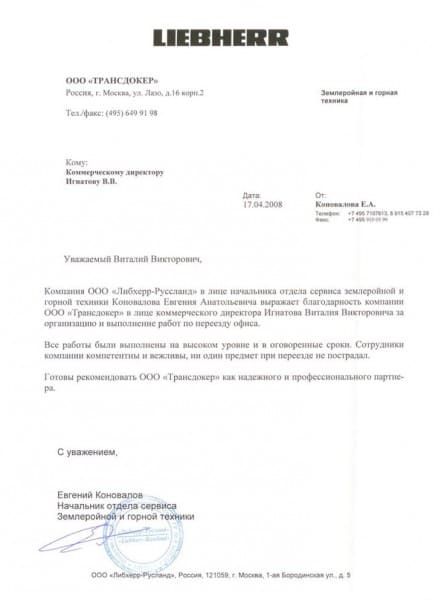 LIEBHERR
ООО «ТРАНСДОКЕР»
Россия, г. Москва, ул. Лазо, д.16 корп.2
Землеройная и горная
техника
Тел./факс: (495) 649 91 98
Кому:
Коммерческому директору
Игнатову В.В.
Дата:
17.04.2008
От:
Коновалова Е.А.
Телефон: +7 495 7107613, 8 915 407 73 28
Факс: +7 495
Уважаемый Виталий Викторович,
Компания ООО «Либхерр-Руссланд» в лице начальника отдела сервиса землеройной и
горной техники Коновалова Евгения Анатольевича выражает благодарность компании
ООО «Трансдокер» в лице коммерческого директора Игнатова Виталия Викторовича за
организацию и выполнение работ по переезду офиса.
Все работы были выполнены на высоком уровне и в оговоренные сроки. Сотрудники
компании компетентны и вежливы, ни один предмет при переезде не пострадал.
Готовы рекомендовать ООО «Трансдокер» как надежного и профессионального партне-
ра.
С уважением,
Евгений Коновалов
Начальник отдела сервиса
Землеройной и горной техники
«Либхерр-Русланд»
«Liebherr-Russland»
ООО «Либхерр-Русланд», Россия, 121059, г. Москва, 1-ая Бородинская ул., д. 5